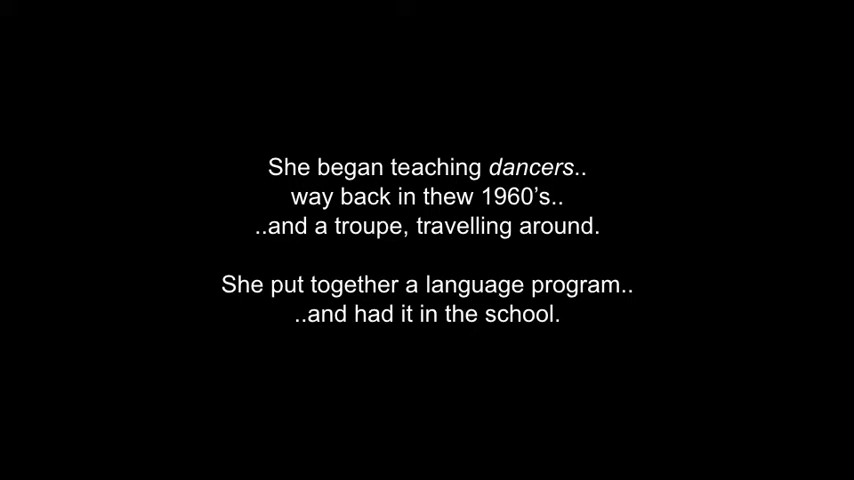 She began teaching dancers..
way back in thew 1960’s..
..and a troupe, travelling around.
She put together a language program..
..and had it in the school.